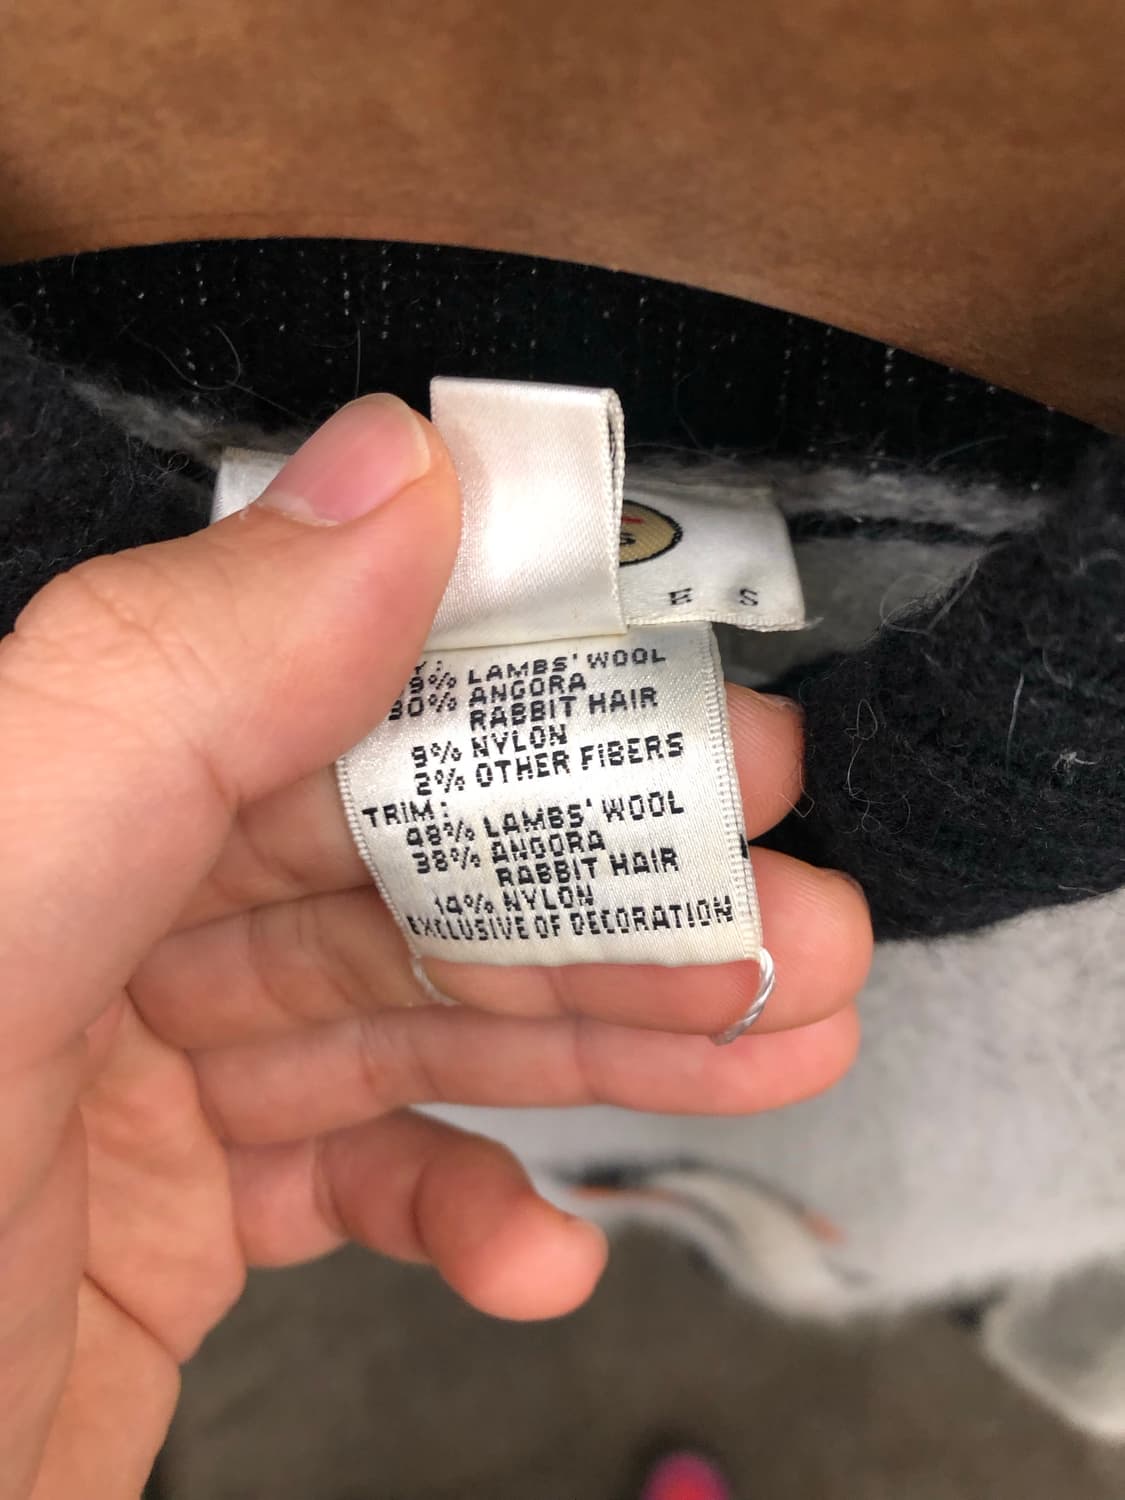 E S
LAMBS' WOOL
30% ANGORA
RABBIT HAIR
9% NYLON
2% OTHER FIBERS
TRIM:
48% LAMBS' WOOL
38% ANGORA
RABBIT HAIR
14% NYLON
EXCLUSIVE OF DECORATION